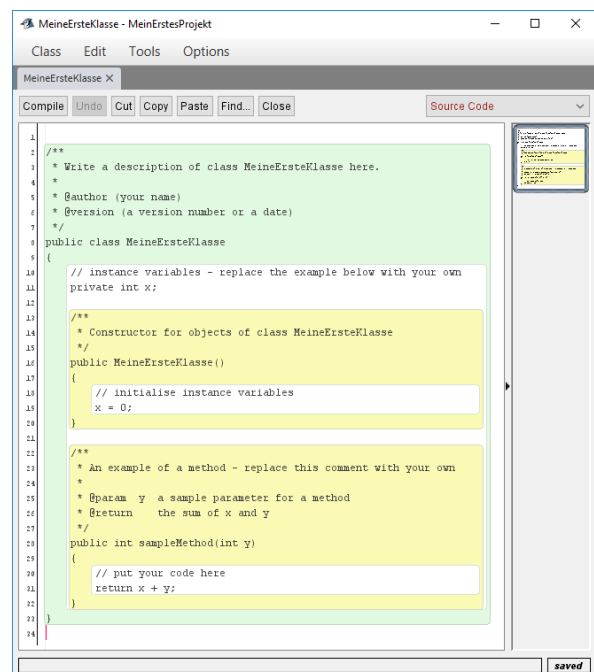 MeineErsteKlasse - MeinErstesProjekt
Class Edit Tools Options
MeineErsteKlasse X
Compile Undo Cut Copy Paste Find... Close Source Code
1
2 /**
3  * Write a description of class MeineErsteKlasse here.
4  *
5  * @author (your name)
6  * @version (a version number or a date)
7  */
8 public class MeineErsteKlasse
9 {
10     // instance variables - replace the example below with your own
11     private int x;
12
13     /**
14      * Constructor for objects of class MeineErsteKlasse
15      */
16     public MeineErsteKlasse()
17     {
18         // initialise instance variables
19         x = 0;
20     }
21
22     /**
23      * An example of a method - replace this comment with your own
24      *
25      * @param  y  a sample parameter for a method
26      * @return    the sum of x and y
27      */
28     public int sampleMethod(int y)
29     {
30         // put your code here
31         return x + y;
32     }
33 }
34
saved